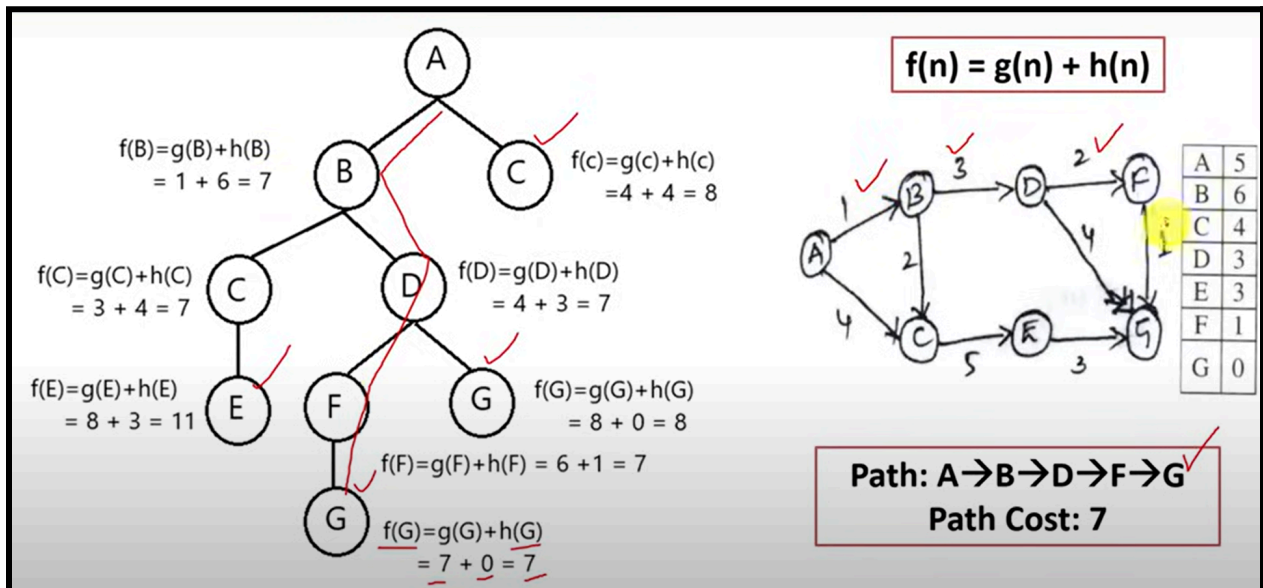 A
f(n) = g(n) + h(n)
f(B)=g(B)+h(B)
= 1 + 6 = 7
B
C
f(c)=g(c)+h(c)
=4 + 4 = 8
f(C)=g(C)+h(C)
= 3 + 4 = 7
C
D
f(D)=g(D)+h(D)
= 4 + 3 = 7
f(E)=g(E)+h(E)
= 8 + 3 = 11
E
F
G
f(G)=g(G)+h(G)
= 8 + 0 = 8
f(F)=g(F)+h(F) = 6 +1 = 7
G
f(G)=g(G)+h(G)
= 7 + 0 = 7
B 3 D 2 F
1
A 2 4 1
4
C 5 E 3 G
A 5
B 6
C 4
D 3
E 3
F 1
G 0
Path: A→B→D→F→G
Path Cost: 7